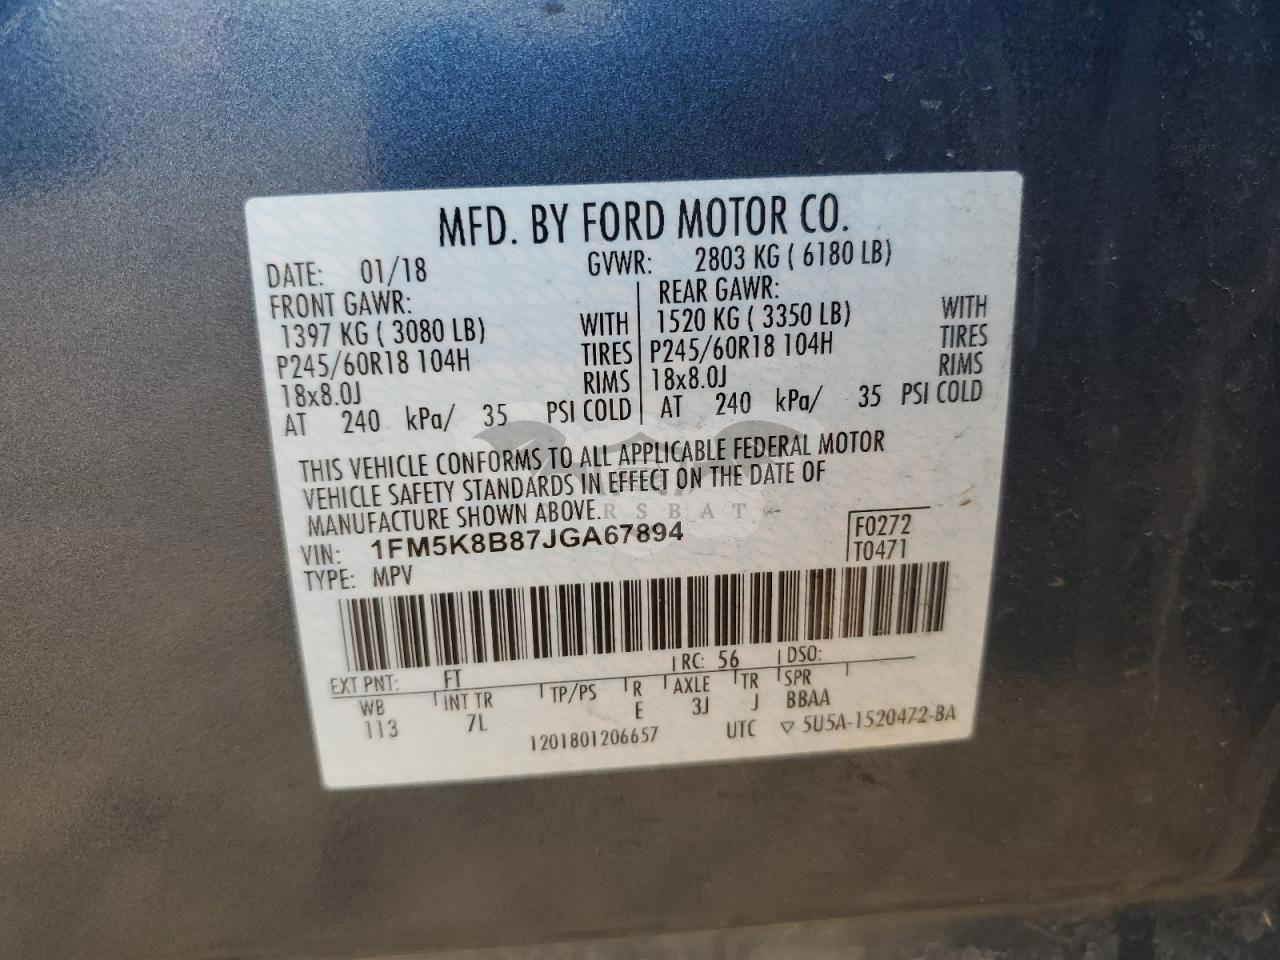 MFD. BY FORD MOTOR CO.
DATE: 01/18 GVWR: 2803 KG ( 6180 LB)
FRONT GAWR: REAR GAWR:
1397 KG ( 3080 LB) WITH 1520 KG ( 3350 LB) WITH
P245/60R18 104H TIRES P245/60R18 104H TIRES
18x8.0J RIMS 18x8.0J RIMS
AT 240 kPa/ 35 PSI COLD AT 240 kPa/ 35 PSI COLD
THIS VEHICLE CONFORMS TO ALL APPLICABLE FEDERAL MOTOR
VEHICLE SAFETY STANDARDS IN EFFECT ON THE DATE OF
MANUFACTURE SHOWN ABOVE.
VIN: 1FM5K8B87JGA67894 F0272
TYPE: MPV T0471
EXT PNT: FT RC: 56 DSO:
WB INT TR TP/PS R AXLE TR SPR
113 7L E 3J J BBAA
1201801206657 UTC ▽ 5U5A-1520472-BA